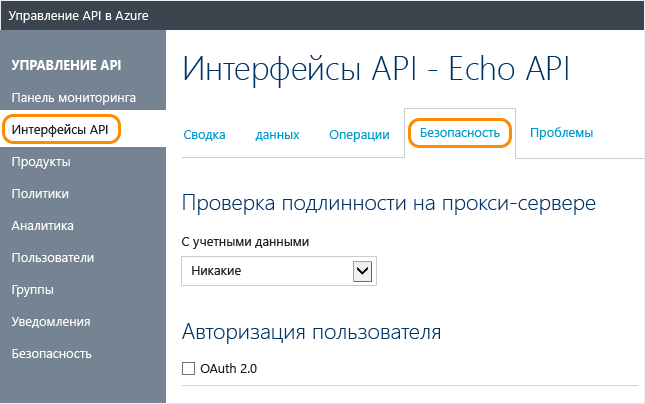 Управление API в Azure
УПРАВЛЕНИЕ API
Панель мониторинга
Интерфейсы API
Продукты
Политики
Аналитика
Пользователи
Группы
Уведомления
Безопасность
Интерфейсы API - Echo API
Сводка данных Операции Безопасность Проблемы
Проверка подлинности на прокси-сервере
С учетными данными
Никакие
Авторизация пользователя
OAuth 2.0